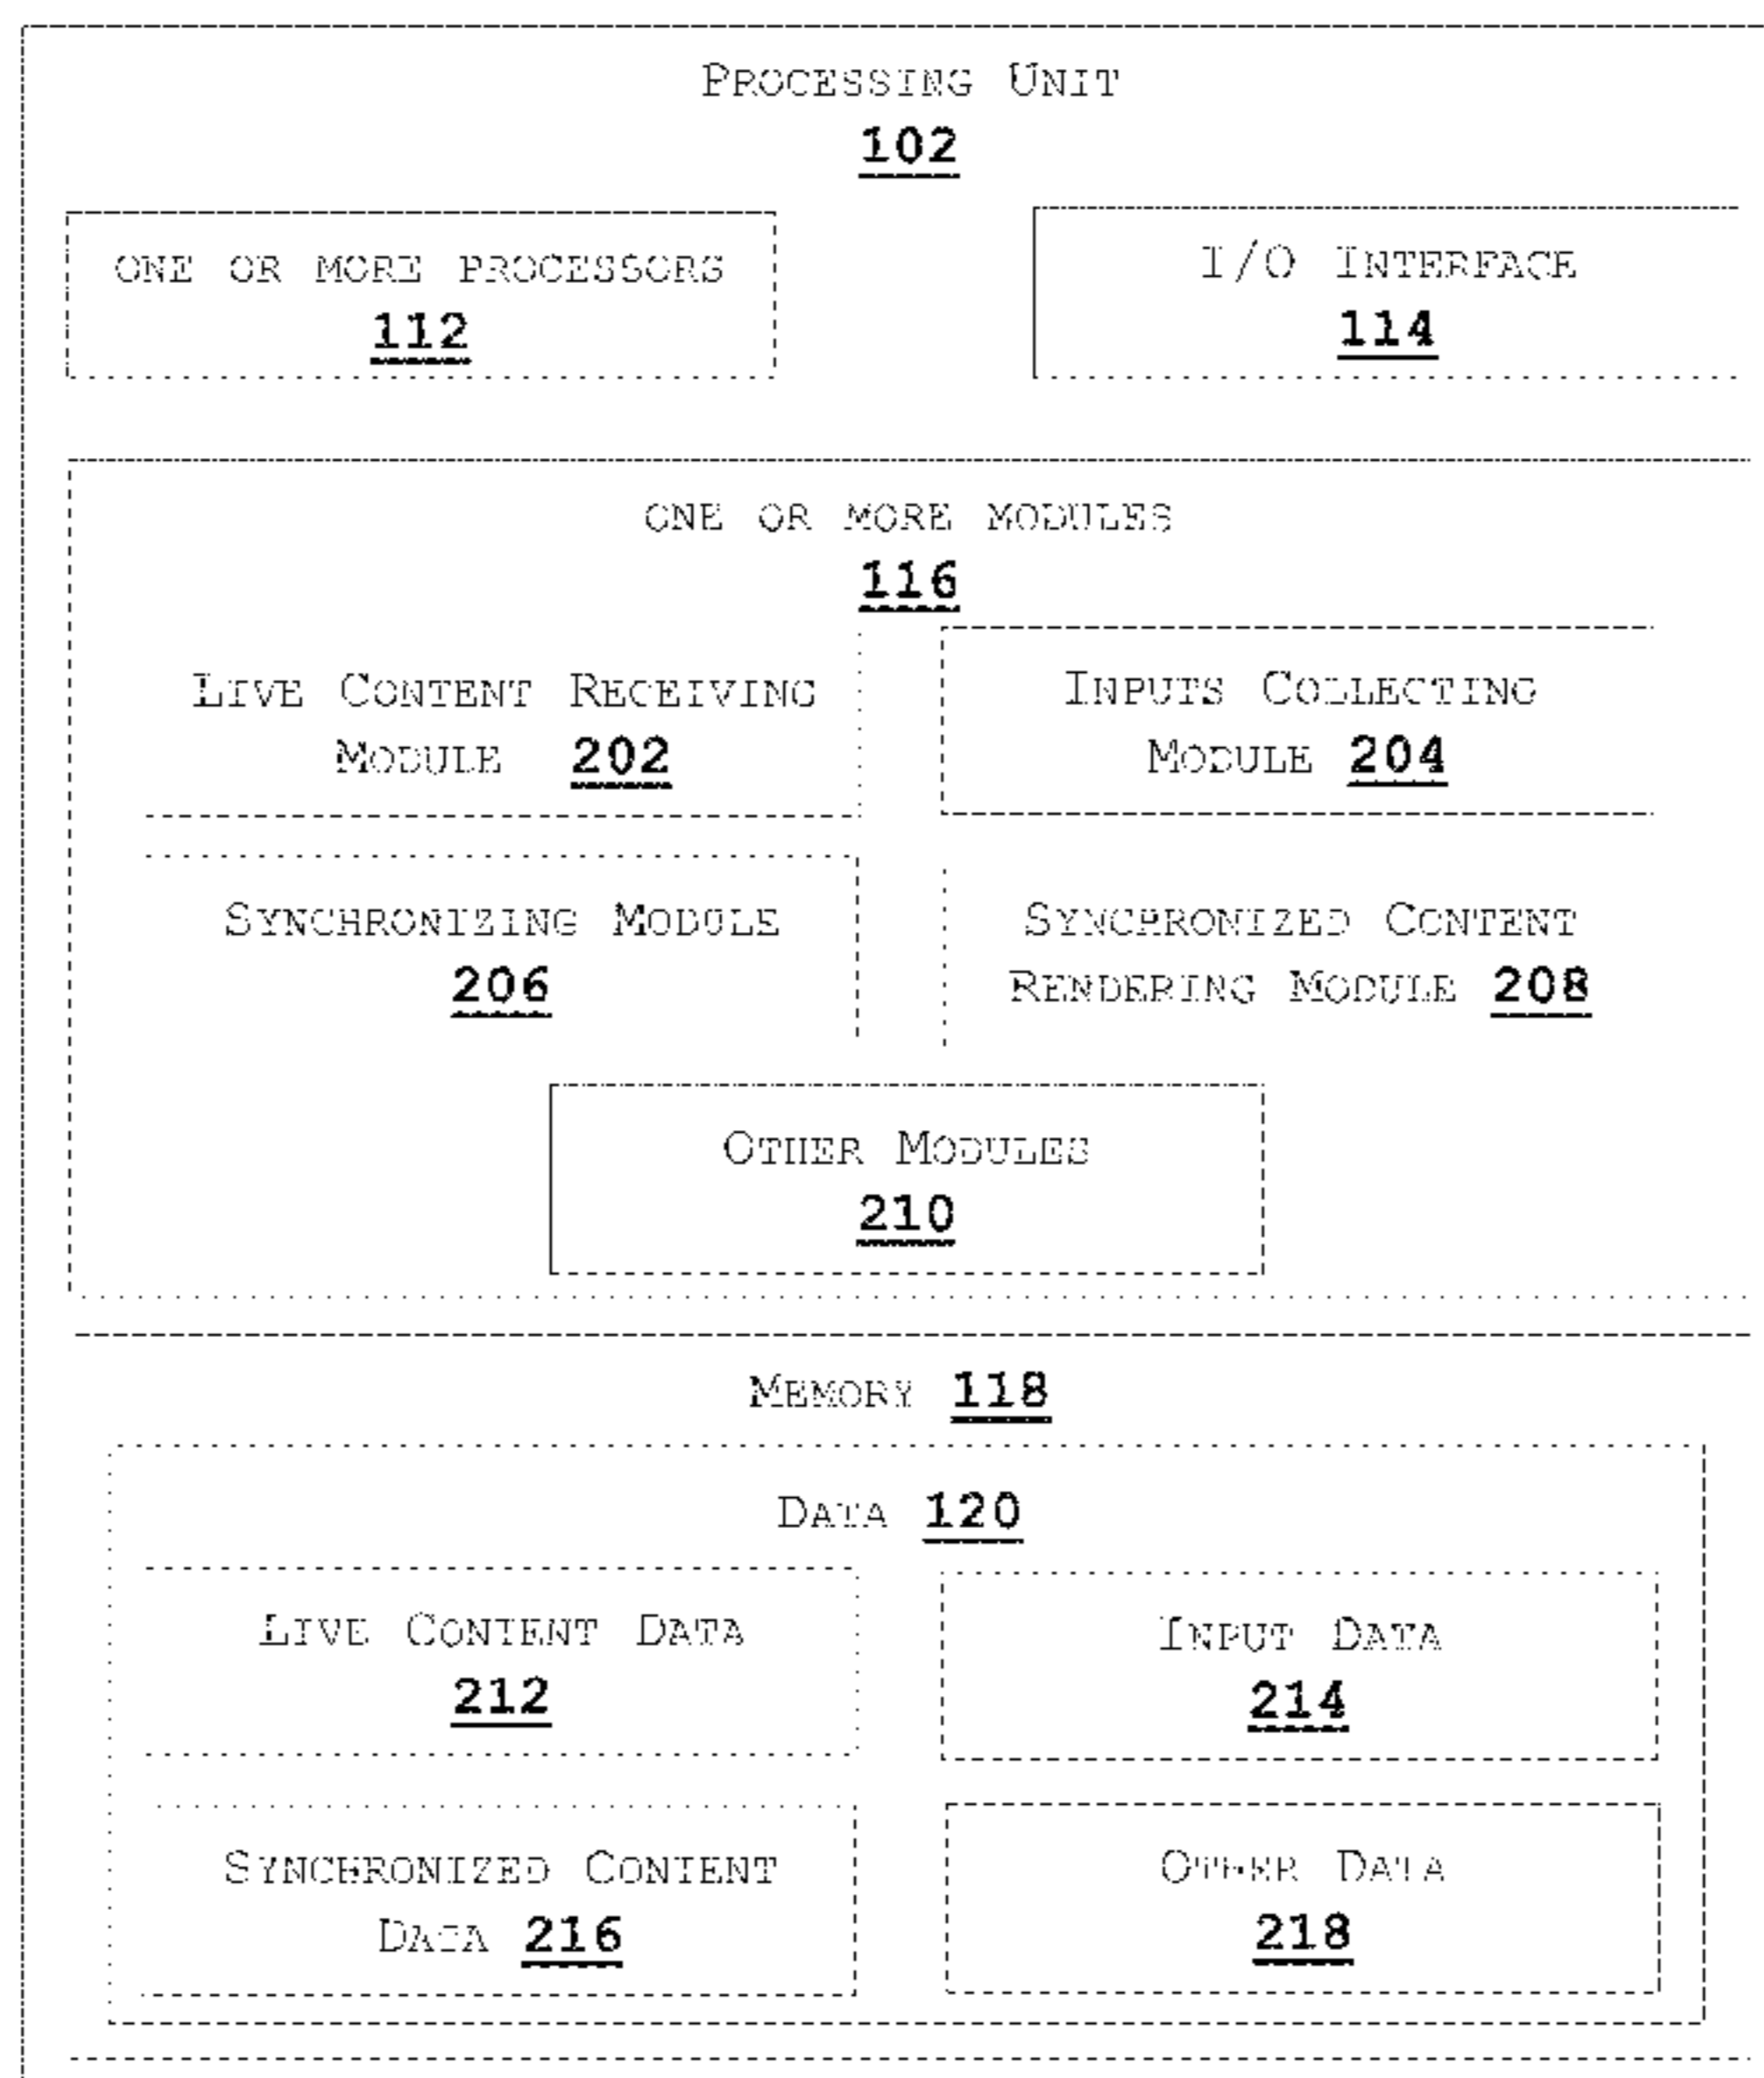 PROCESSING UNIT
102
ONE OR MORE PROCESSORS
112
I/O INTERFACE
114
ONE OR MORE MODULES
116
LIVE CONTENT RECEIVING
MODULE 202
INPUTS COLLECTING
MODULE 204
SYNCHRONIZING MODULE
206
SYNCHRONIZED CONTENT
RENDERING MODULE 208
OTHER MODULES
210
MEMORY 118
DATA 120
LIVE CONTENT DATA
212
INPUT DATA
214
SYNCHRONIZED CONTENT
DATA 216
OTHER DATA
218